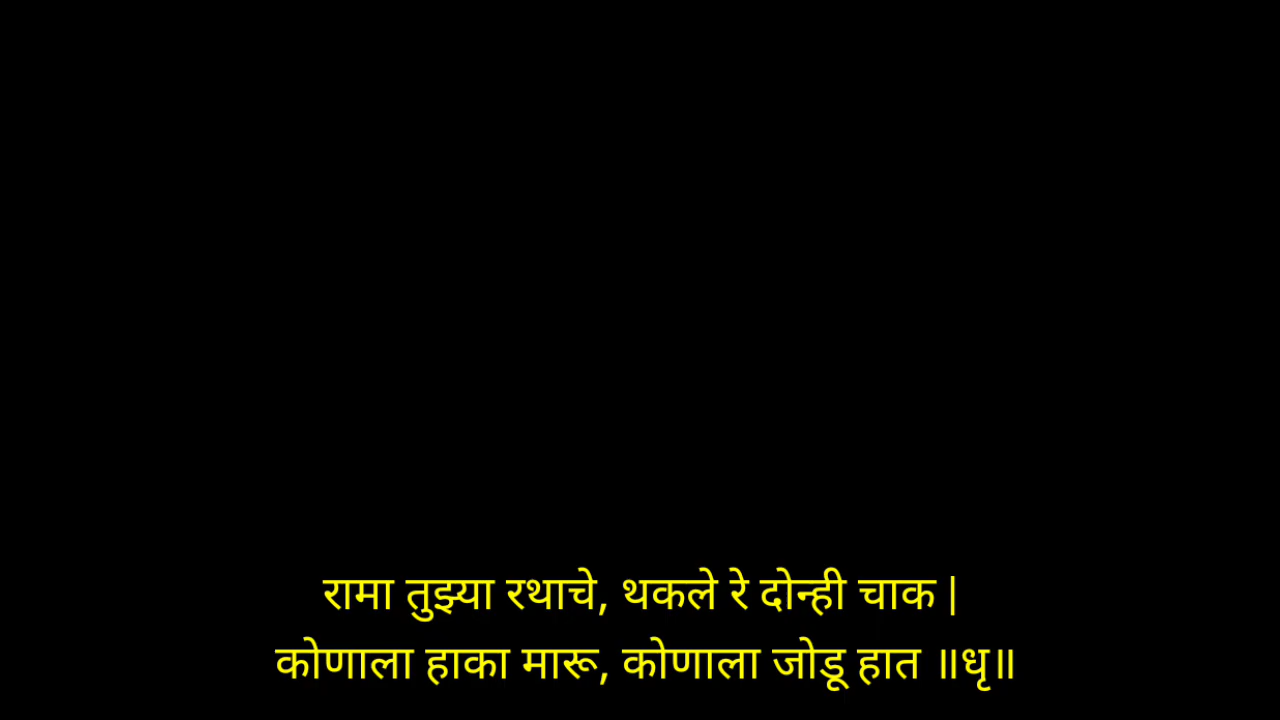 रामा तुझ्या रथाचे, थकले रे दोन्ही चाक |
कोणाला हाका मारू, कोणाला जोडू हात ॥धृ॥